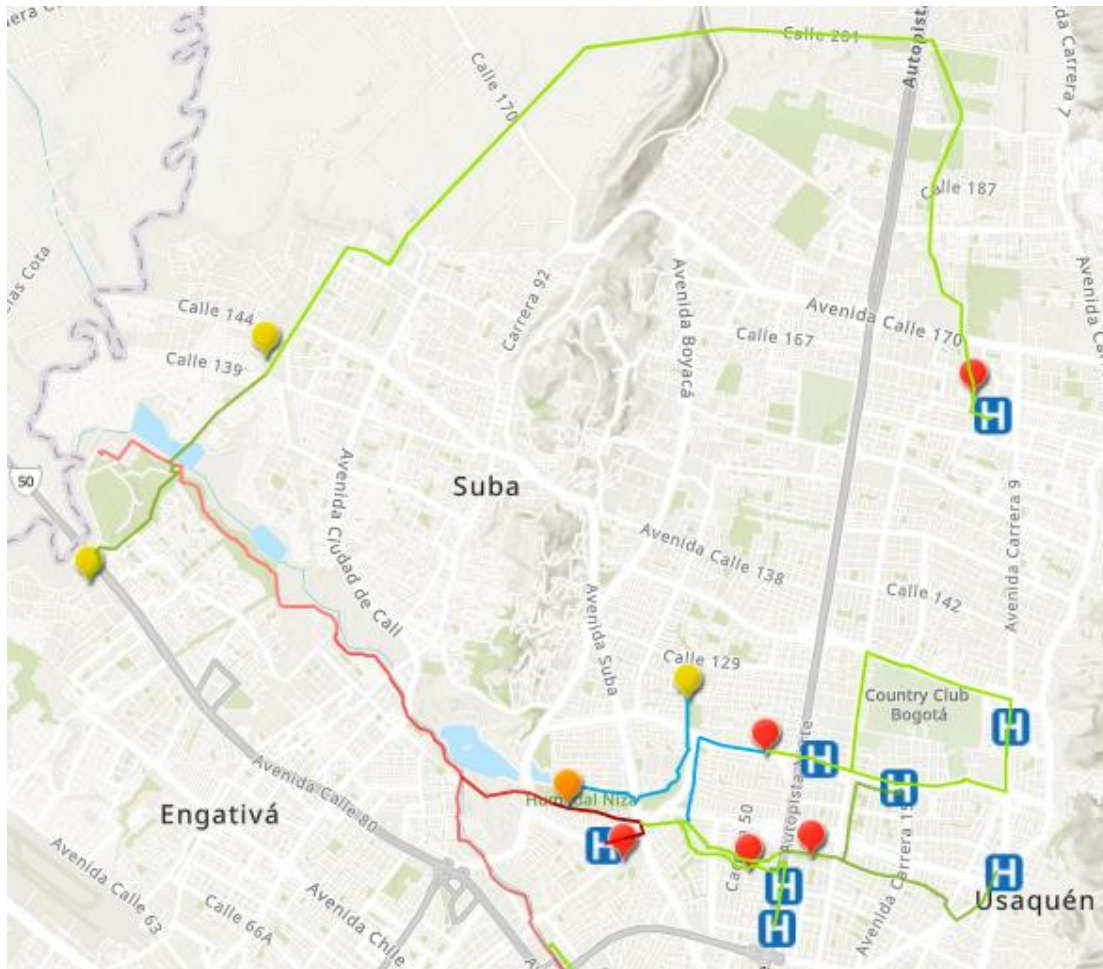 Calle 201
Autopista
Avenida Carrera 7
Calle 170
Calle 187
Calle 144
Carrera 92
Avenida Boyacá
Avenida Calle 170
Calle 167
Calle 139
50
Suba
Avenida Ciudad de Cali
Avenida Calle 138
Avenida Carrera 9
Calle 142
Avenida Suba
Calle 129
Country Club
Bogotá
H
H
H
H
Avenida Calle 80
Engativá
H
50
Avenida Carrera 15
H
Usaquén
H
H
Avenida Calle 63
Calle 66A
Avenida Chile